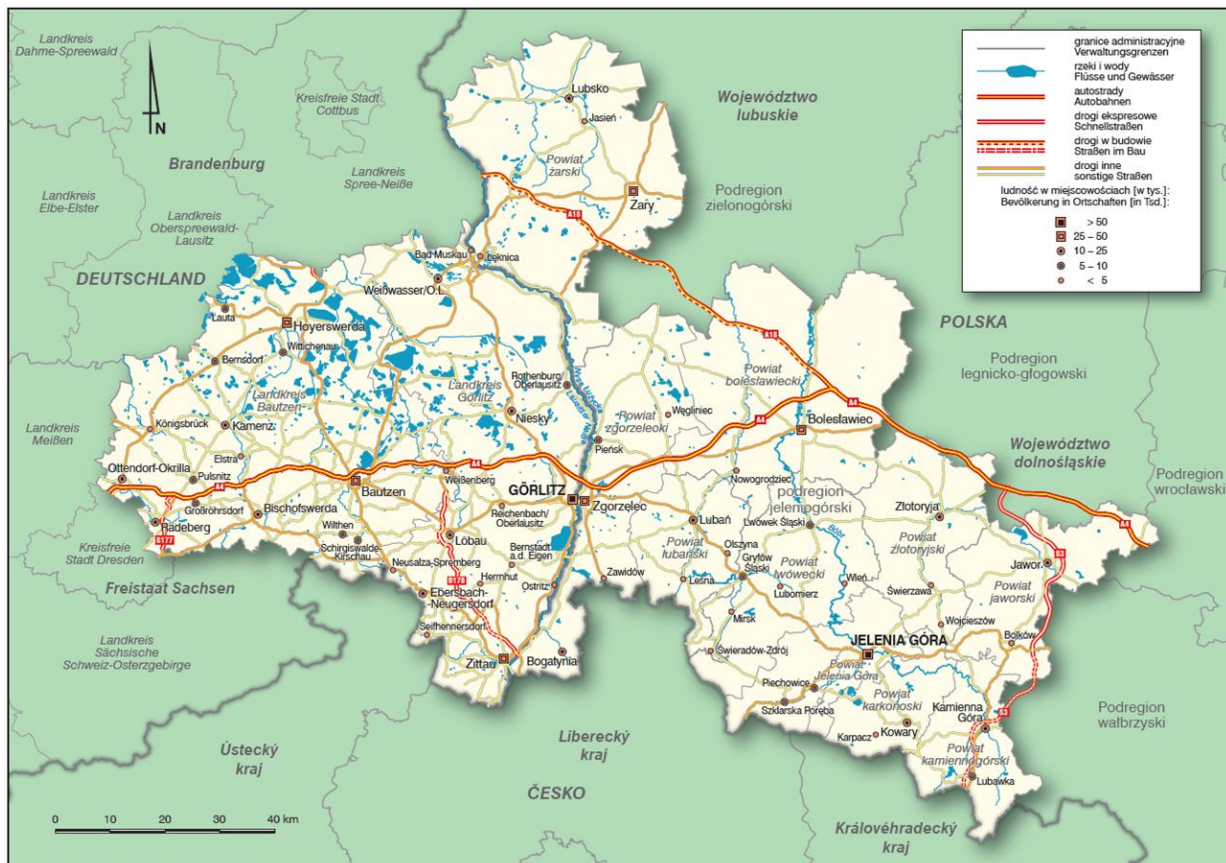 Landkreis
Dahme-Spreewald
N
Kreisfreie Stadt
Cottbus
Brandenburg
Landkreis
Spree-Neiße
Landkreis
Elbe-Elster
Landkreis
Oberspreewald-
Lausitz
DEUTSCHLAND
Landkreis
Meißen
Kreisfreie
Stadt Dresden
Freistaat Sachsen
Landkreis
Sächsische
Schweiz-Osterzgebirge
Ústecký
kraj
Liberecký
kraj
ČESKO
Královéhradecký
kraj
Województwo
lubuskie
Podregion
zielonogórski
POLSKA
Podregion
legnicko-głogowski
Województwo
dolnośląskie
Podregion
wrocławski
Podregion
wałbrzyski
granice administracyjne
Verwaltungsgrenzen
rzeki i wody
Flüsse und Gewässer
autostrady
Autobahnen
drogi ekspresowe
Schnellstraßen
drogi w budowie
Straßen im Bau
drogi inne
sonstige Straßen
ludność w miejscowościach [w tys.]:
Bevölkerung in Ortschaften [in Tsd.]:
> 50
25 – 50
10 – 25
5 – 10
< 5
Lubsko
Jasień
Powiat
żarski
Żary
A18
Bad Muskau
Łęknica
Weißwasser/O.L.
Lauta
Hoyerswerda
Wittichenau
Bernsdorf
Landkreis
Bautzen
Landkreis
Görlitz
Rothenburg/
Oberlausitz
Niesky
Königsbrück
Kamenz
Elstra
Ottendorf-Okrilla
Pulsnitz
A4
Großröhrsdorf
Radeberg
S177
Bischofswerda
Bautzen
A4
Weißenberg
GÖRLITZ
Reichenbach/
Oberlausitz
Wilthen
Schirgiswalde-
Kirschau
Löbau
Bernstadt
a.d. Eigen
Neusalza-Spremberg
S178
Herrnhut
Ostritz
Ebersbach-
Neugersdorf
Seifhennersdorf
Zittau
Bogatynia
Zawidów
Zgorzelec
Pieńsk
Powiat
zgorzelecki
Węgliniec
A18
Powiat
bolesławiecki
A4
A4
Bolesławiec
Nowogrodziec
podregion
jeleniogórski
Lubań
Lwówek Śląski
Bóbr
Powiat
lubański
Olszyna
Gryfów
Śląski
Powiat
lwówecki
Leśna
Lubomierz
Wleń
Mirsk
Świeradów-Zdrój
Złotoryja
Powiat
złotoryjski
Świerzawa
Wojcieszów
A4
S3
Jawor
Powiat
jaworski
Bolków
JELENIA GÓRA
Powiat
Jelenia Góra
Piechowice
Szklarska Poręba
Powiat
karkonoski
Karpacz
Kowary
Kamienna
Góra
S3
Powiat
kamiennogórski
Lubawka
0 10 20 30 40 km